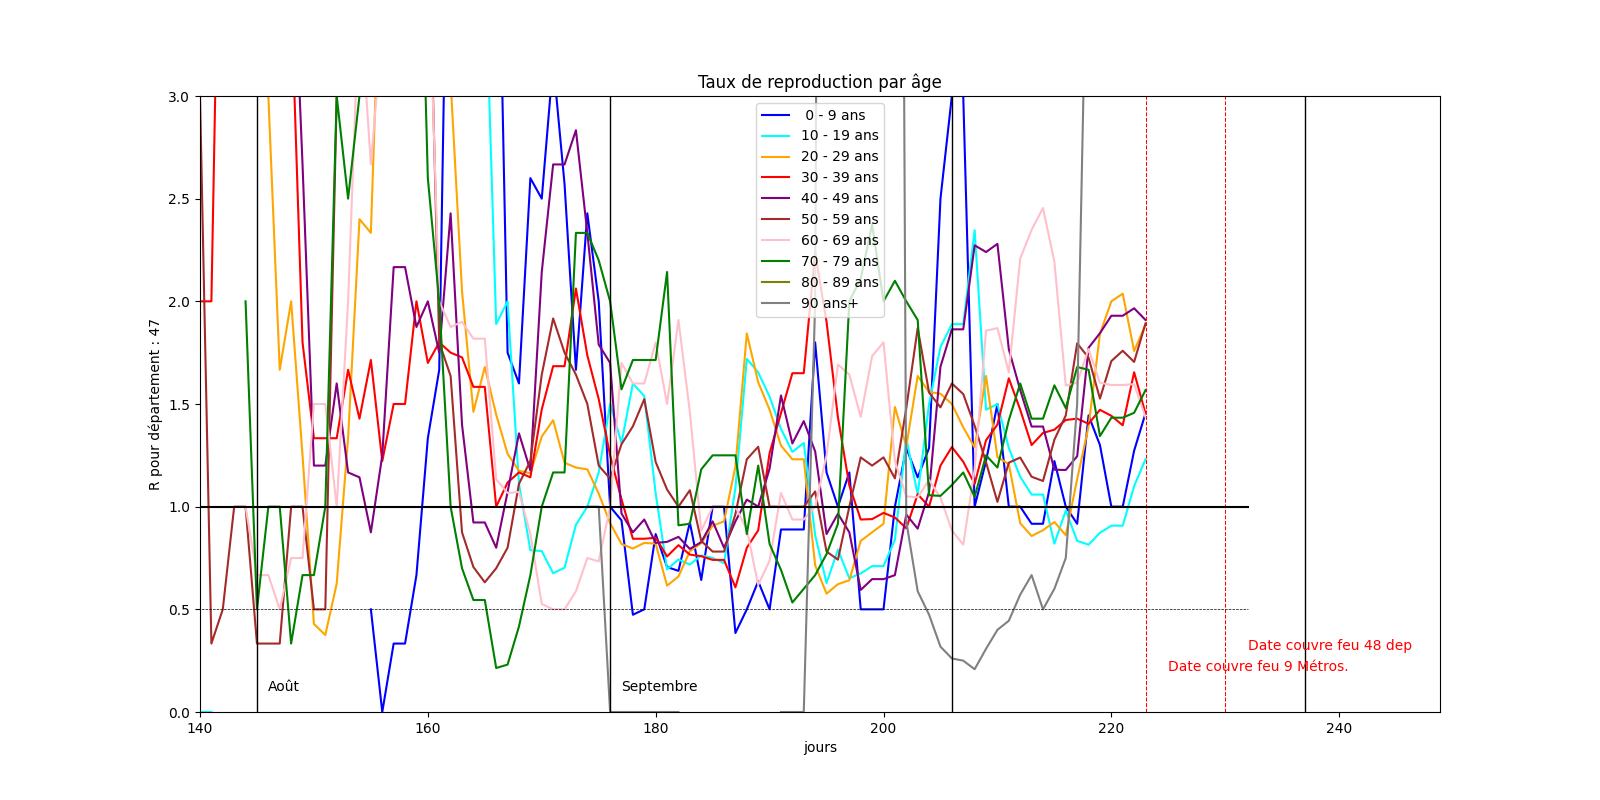 Taux de reproduction par âge
R pour département : 47
3.0
2.5
2.0
1.5
1.0
0.5
0.0
0 - 9 ans
10 - 19 ans
20 - 29 ans
30 - 39 ans
40 - 49 ans
50 - 59 ans
60 - 69 ans
70 - 79 ans
80 - 89 ans
90 ans+
Date couvre feu 48 dep
Date couvre feu 9 Métros.
Août
Septembre
140
160
180
200
220
240
jours